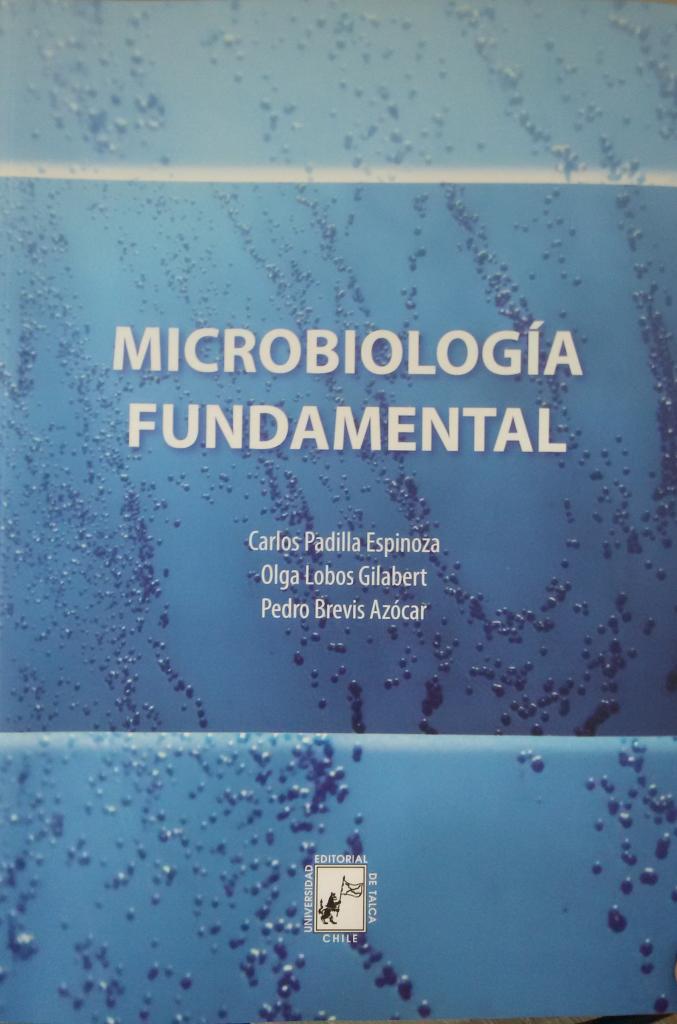 MICROBIOLOGÍA
FUNDAMENTAL
Carlos Padilla Espinoza
Olga Lobos Gilabert
Pedro Brevis Azócar
EDITORIAL
UNIVERSIDAD
DE TALCA
CHILE